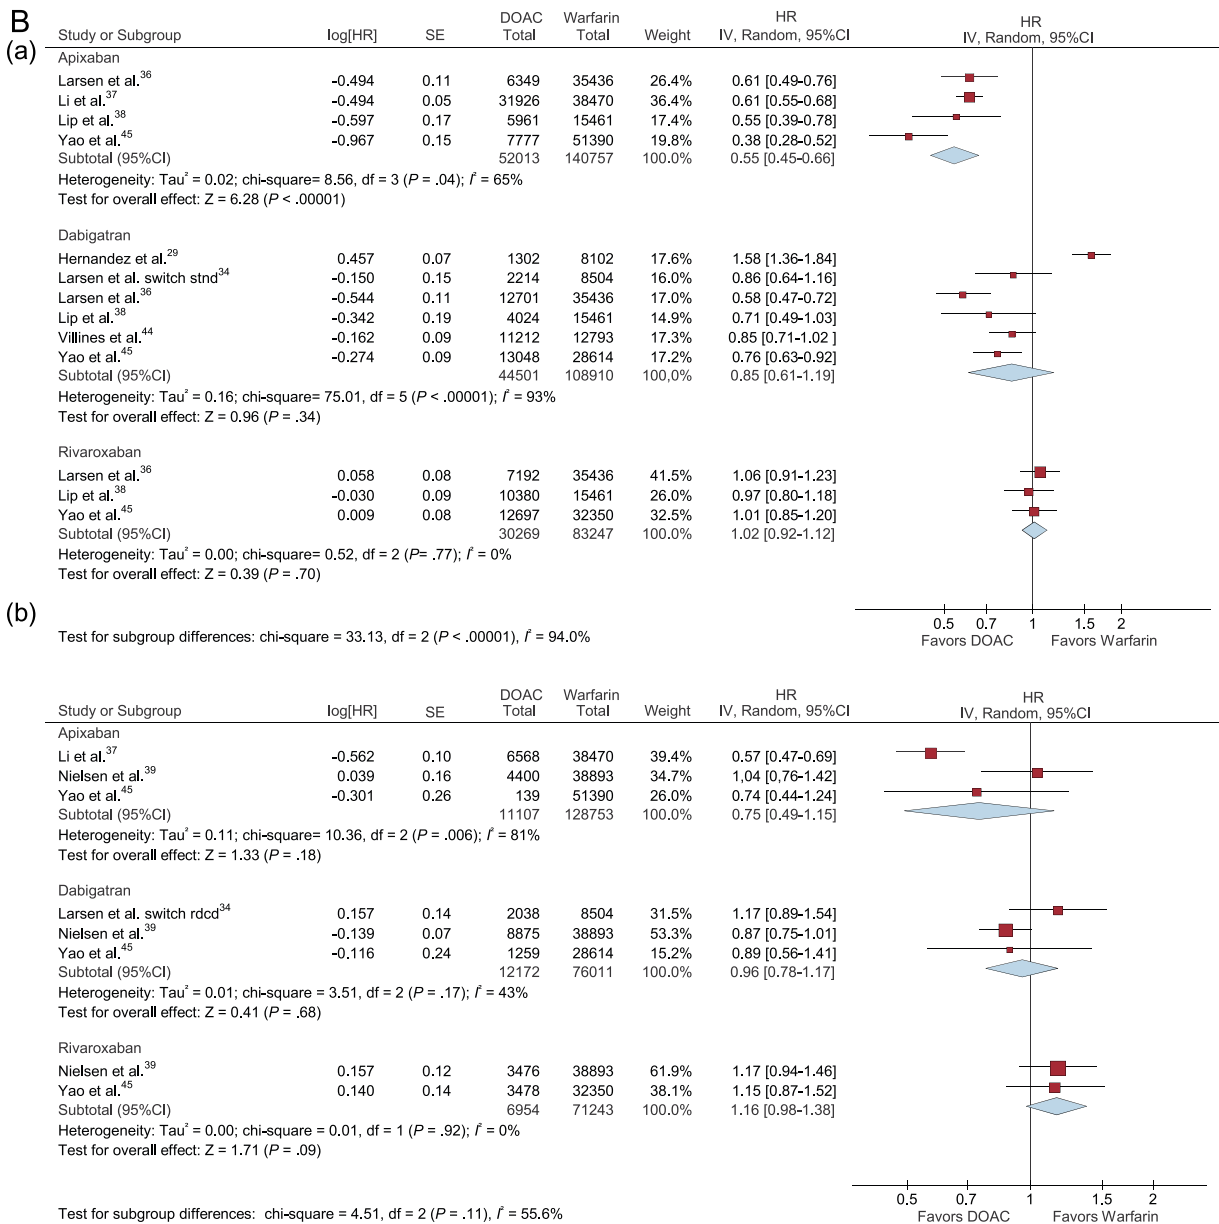 B
(a)
DOAC Warfarin HR HR
Study or Subgroup log[HR] SE Total Total Weight IV, Random, 95%CI IV, Random, 95%CI
Apixaban
Larsen et al.36 -0.494 0.11 6349 35436 26.4% 0.61 [0.49-0.76]
Li et al.37 -0.494 0.05 31926 38470 36.4% 0.61 [0.55-0.68]
Lip et al.38 -0.597 0.17 5961 15461 17.4% 0.55 [0.39-0.78]
Yao et al.45 -0.967 0.15 7777 51390 19.8% 0.38 [0.28-0.52]
Subtotal (95%CI) 52013 140757 100.0% 0.55 [0.45-0.66]
Heterogeneity: Tau² = 0.02; chi-square= 8.56, df = 3 (P = .04); I² = 65%
Test for overall effect: Z = 6.28 (P < .00001)
Dabigatran
Hernandez et al.29 0.457 0.07 1302 8102 17.6% 1.58 [1.36-1.84]
Larsen et al. switch stnd34 -0.150 0.15 2214 8504 16.0% 0.86 [0.64-1.16]
Larsen et al.36 -0.544 0.11 12701 35436 17.0% 0.58 [0.47-0.72]
Lip et al.38 -0.342 0.19 4024 15461 14.9% 0.71 [0.49-1.03]
Villines et al.44 -0.162 0.09 11212 12793 17.3% 0.85 [0.71-1.02 ]
Yao et al.45 -0.274 0.09 13048 28614 17.2% 0.76 [0.63-0.92]
Subtotal (95%CI) 44501 108910 100,0% 0.85 [0.61-1.19]
Heterogeneity: Tau² = 0.16; chi-square= 75.01, df = 5 (P < .00001); I² = 93%
Test for overall effect: Z = 0.96 (P = .34)
Rivaroxaban
Larsen et al.36 0.058 0.08 7192 35436 41.5% 1.06 [0.91-1.23]
Lip et al.38 -0.030 0.09 10380 15461 26.0% 0.97 [0.80-1.18]
Yao et al.45 0.009 0.08 12697 32350 32.5% 1.01 [0.85-1.20]
Subtotal (95%CI) 30269 83247 100.0% 1.02 [0.92-1.12]
Heterogeneity: Tau² = 0.00; chi-square= 0.52, df = 2 (P= .77); I² = 0%
Test for overall effect: Z = 0.39 (P = .70)
0.5 0.7 1 1.5 2
Favors DOAC Favors Warfarin
Test for subgroup differences: chi-square = 33.13, df = 2 (P < .00001), I² = 94.0%
(b)
DOAC Warfarin HR HR
Study or Subgroup log[HR] SE Total Total Weight IV, Random, 95%CI IV, Random, 95%CI
Apixaban
Li et al.37 -0.562 0.10 6568 38470 39.4% 0.57 [0.47-0.69]
Nielsen et al.39 0.039 0.16 4400 38893 34.7% 1,04 [0.76-1.42]
Yao et al.45 -0.301 0.26 139 51390 26.0% 0.74 [0.44-1.24]
Subtotal (95%CI) 11107 128753 100.0% 0.75 [0.49-1.15]
Heterogeneity: Tau² = 0.11; chi-square= 10.36, df = 2 (P = .006); I² = 81%
Test for overall effect: Z = 1.33 (P = .18)
Dabigatran
Larsen et al. switch rdcd34 0.157 0.14 2038 8504 31.5% 1.17 [0.89-1.54]
Nielsen et al.39 -0.139 0.07 8875 38893 53.3% 0.87 [0.75-1.01]
Yao et al.45 -0.116 0.24 1259 28614 15.2% 0.89 [0.56-1.41]
Subtotal (95%CI) 12172 76011 100.0% 0.96 [0.78-1.17]
Heterogeneity: Tau² = 0.01; chi-square = 3.51, df = 2 (P = .17); I² = 43%
Test for overall effect: Z = 0.41 (P = .68)
Rivaroxaban
Nielsen et al.39 0.157 0.12 3476 38893 61.9% 1.17 [0.94-1.46]
Yao et al.45 0.140 0.14 3478 32350 38.1% 1.15 [0.87-1.52]
Subtotal (95%CI) 6954 71243 100.0% 1.16 [0.98-1.38]
Heterogeneity: Tau² = 0.00; chi-square = 0.01, df = 1 (P = .92); I² = 0%
Test for overall effect: Z = 1.71 (P = .09)
0.5 0.7 1 1.5 2
Favors DOAC Favors Warfarin
Test for subgroup differences: chi-square = 4.51, df = 2 (P = .11), I² = 55.6%